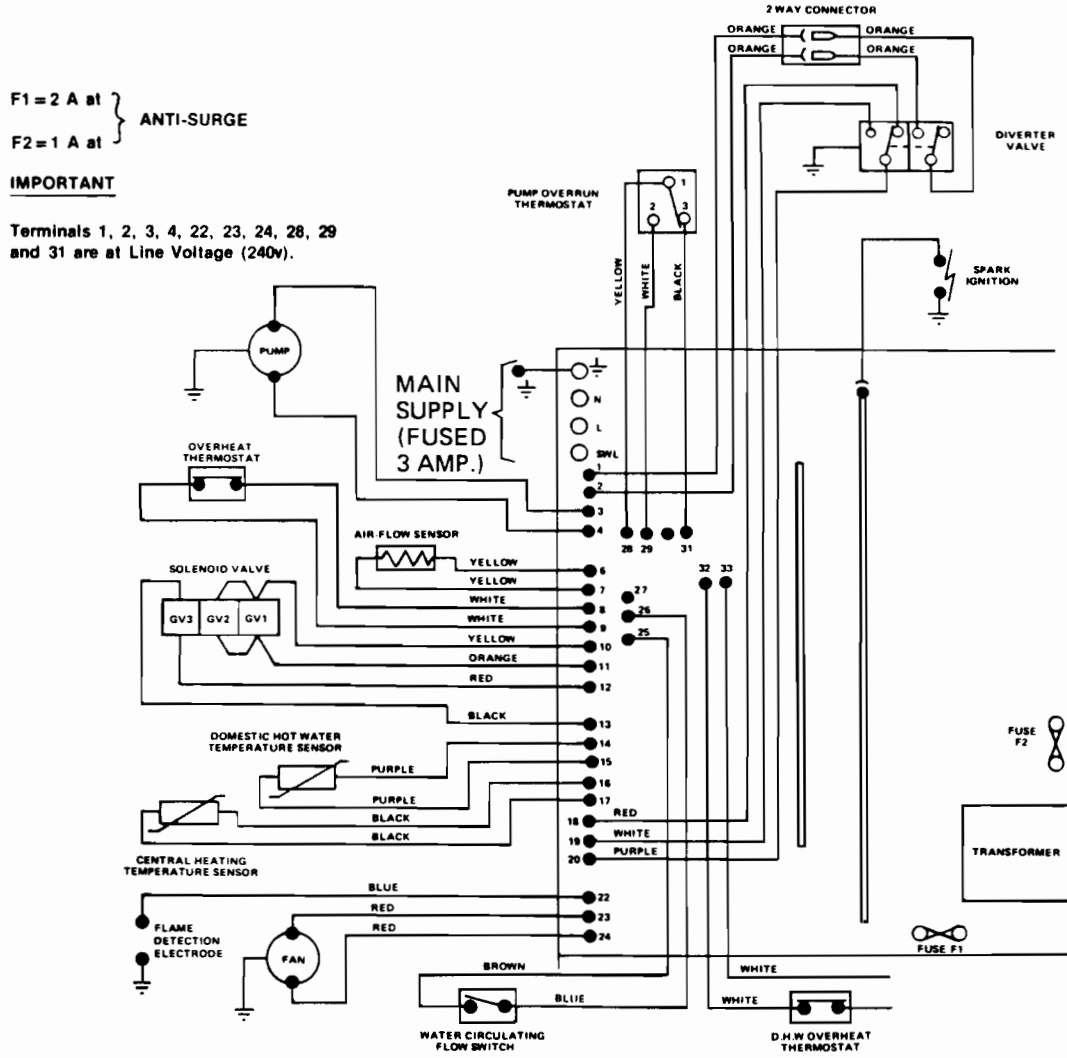 2 WAY CONNECTOR
ORANGE
ORANGE
ORANGE
ORANGE
F1 = 2 A at
F2 = 1 A at
ANTI-SURGE
IMPORTANT
Terminals 1, 2, 3, 4, 22, 23, 24, 28, 29
and 31 are at Line Voltage (240v).
DIVERTER
VALVE
PUMP OVERRUN
THERMOSTAT
1
2
3
YELLOW
WHITE
BLACK
SPARK
IGNITION
PUMP
MAIN
SUPPLY
(FUSED
3 AMP.)
N
L
SWL
1
2
3
4
OVERHEAT
THERMOSTAT
28
29
31
AIR-FLOW SENSOR
YELLOW
6
YELLOW
7
WHITE
8
WHITE
9
YELLOW
10
ORANGE
11
RED
12
BLACK
13
32
33
27
26
25
SOLENOID VALVE
GV3
GV2
GV1
DOMESTIC HOT WATER
TEMPERATURE SENSOR
14
PURPLE
15
PURPLE
16
BLACK
17
BLACK
18
RED
19
WHITE
20
PURPLE
FUSE
F2
TRANSFORMER
CENTRAL HEATING
TEMPERATURE SENSOR
BLUE
22
RED
23
RED
24
FLAME
DETECTION
ELECTRODE
FAN
FUSE F1
BROWN
WHITE
BLUE
WHITE
WATER CIRCULATING
FLOW SWITCH
D.H.W OVERHEAT
THERMOSTAT